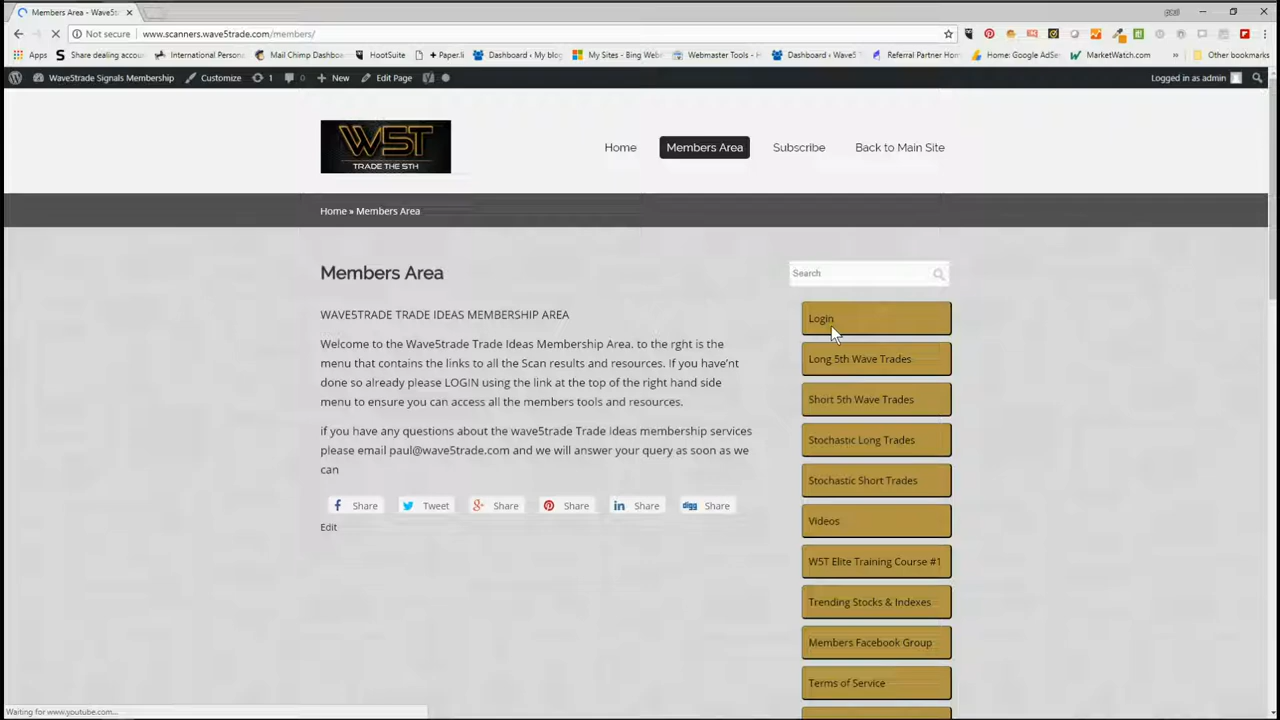 Members Area - Wave5t
paul
Not secure
www.scanners.wave5trade.com/members/
Apps
Share dealing accou
International Person
Mail Chimp Dashbo
HootSuite
+ Paper.li
Dashboard ‹ My blog
My Sites - Bing Web
Webmaster Tools - H
Dashboard ‹ Wave5
Referral Partner Hom
Home: Google AdSe
MarketWatch.com
»
Other bookmarks
Wave5trade Signals Membership
Customize
1
0
+ New
Edit Page
Logged in as admin
W5T
TRADE THE 5TH
Home
Members Area
Subscribe
Back to Main Site
Home » Members Area
Members Area
WAVE5TRADE TRADE IDEAS MEMBERSHIP AREA
Welcome to the Wave5trade Trade Ideas Membership Area. to the rght is the
menu that contains the links to all the Scan results and resources. If you have'nt
done so already please LOGIN using the link at the top of the right hand side
menu to ensure you can access all the members tools and resources.
if you have any questions about the wave5trade Trade ideas membership services
please email paul@wave5trade.com and we will answer your query as soon as we
can
Share
Tweet
Share
Share
Share
digg Share
Edit
Search
Login
Long 5th Wave Trades
Short 5th Wave Trades
Stochastic Long Trades
Stochastic Short Trades
Videos
W5T Elite Training Course #1
Trending Stocks & Indexes
Members Facebook Group
Terms of Service
Waiting for www.youtube.com...